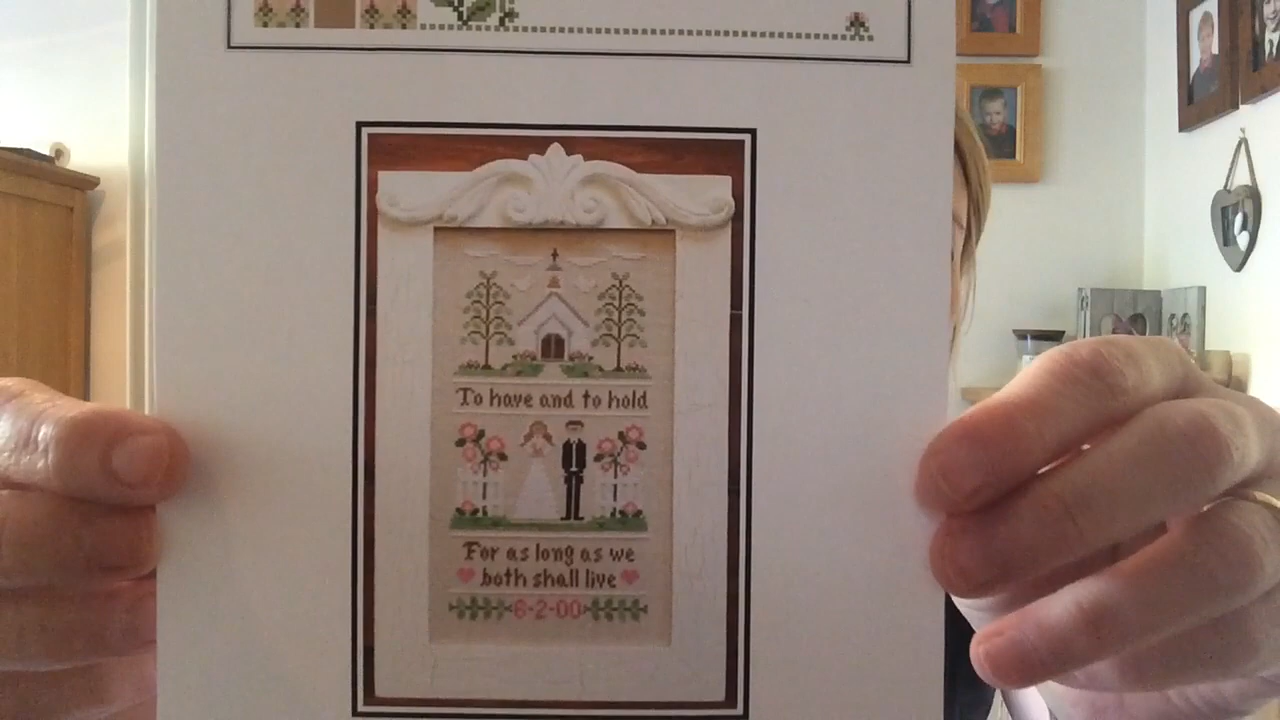 To have and to hold
For as long as we
both shall live
6-2-00